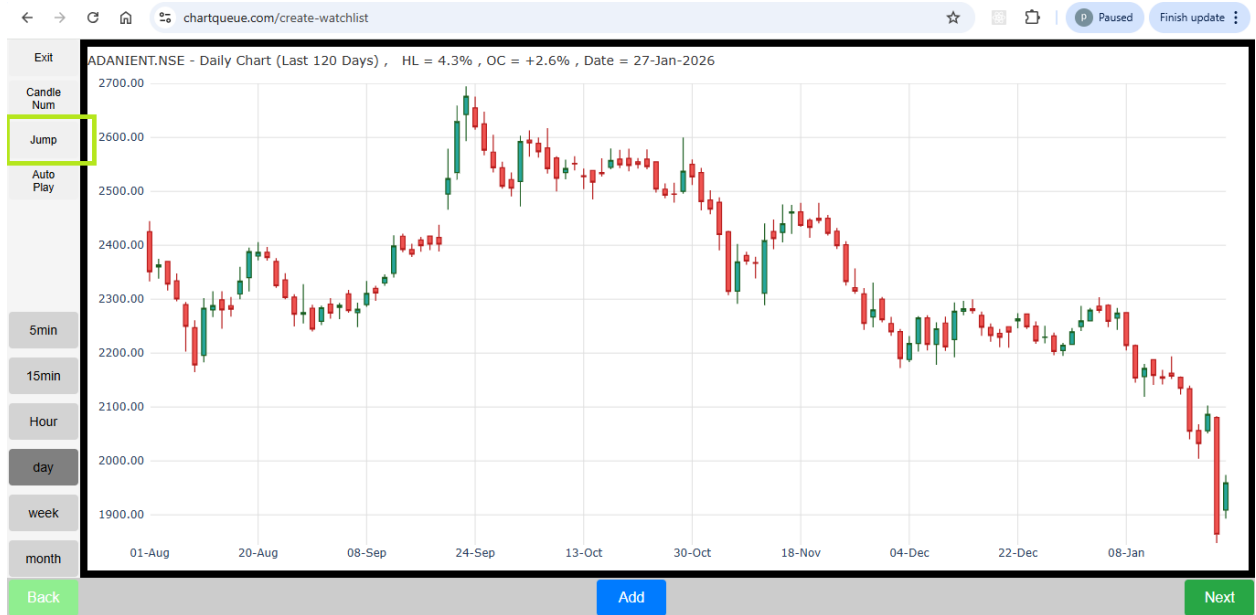 chartqueue.com/create-watchlist
P
Paused
Finish update
Exit
Candle
Num
Jump
Auto
Play
5min
15min
Hour
day
week
month
Back
ADANIENT.NSE - Daily Chart (Last 120 Days) , HL = 4.3% , OC = +2.6% , Date = 27-Jan-2026
2700.00
2600.00
2500.00
2400.00
2300.00
2200.00
2100.00
2000.00
1900.00
01-Aug 20-Aug 08-Sep 24-Sep 13-Oct 30-Oct 18-Nov 04-Dec 22-Dec 08-Jan
Add
Next